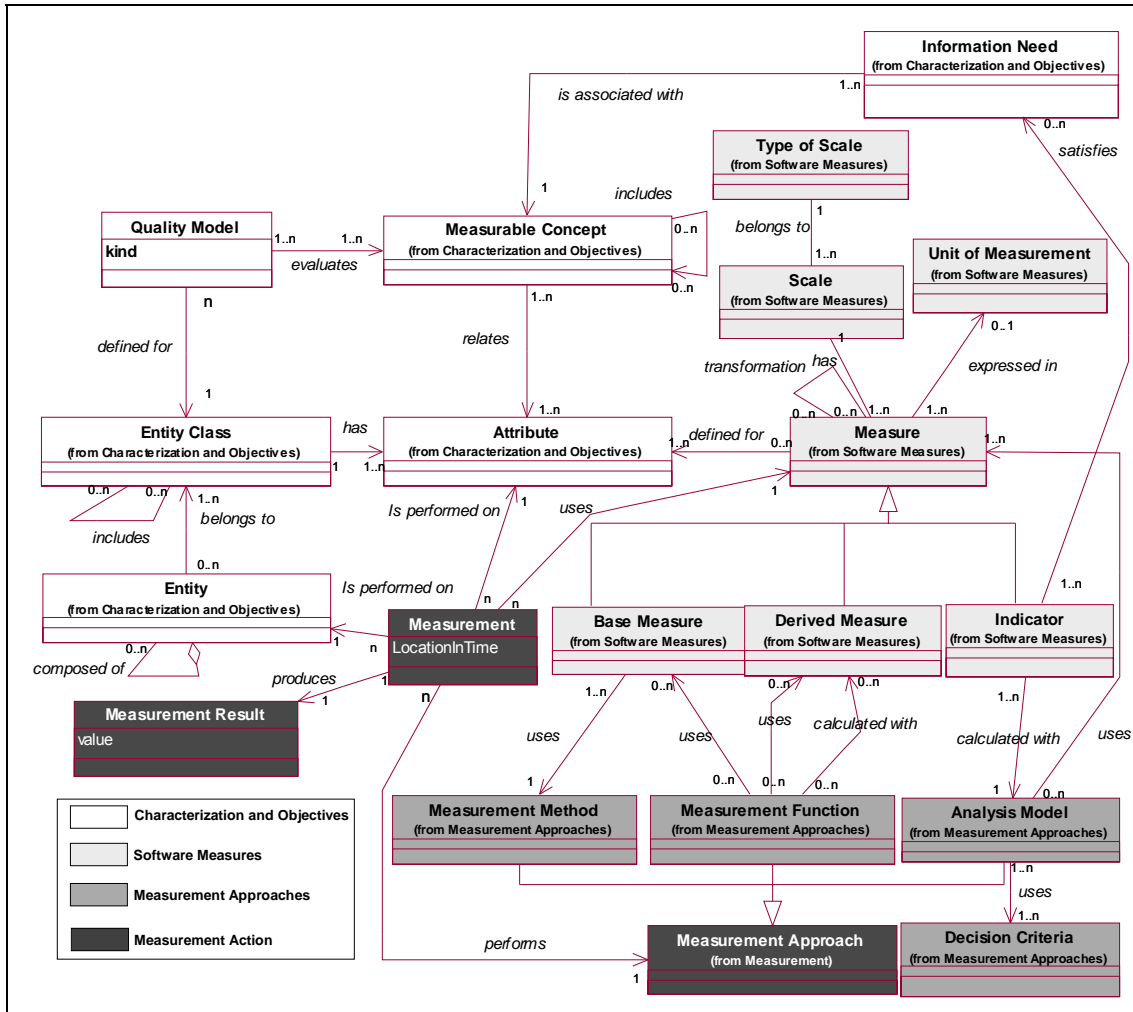 Information Need
(from Characterization and Objectives)
1..n
is associated with
0..n
satisfies
Type of Scale
(from Software Measures)
includes
1
1
0..n
belongs to
Quality Model
kind
1..n
1..n
evaluates
Measurable Concept
(from Characterization and Objectives)
0..n
1..n
Unit of Measurement
(from Software Measures)
Scale
(from Software Measures)
n
1..n
1
0..1
defined for
relates
transformation
has
expressed in
1
1..n
0..n
0..n
1..n
1..n
Entity Class
(from Characterization and Objectives)
has
1
1..n
Attribute
(from Characterization and Objectives)
1..n
defined for
0..n
Measure
(from Software Measures)
1..n
0..n
0..n
1..n
belongs to
includes
1
Is performed on
uses
1
0..n
Entity
(from Characterization and Objectives)
Is performed on
n
n
1..n
0..n
composed of
1
n
Measurement
LocationInTime
Base Measure
(from Software Measures)
Derived Measure
(from Software Measures)
Indicator
(from Software Measures)
produces
1
1
n
1..n
0..n
0..n
0..n
1..n
Measurement Result
value
uses
uses
uses
calculated with
calculated with
uses
1
0..n
0..n
0..n
1
0..n
Characterization and Objectives
Software Measures
Measurement Approaches
Measurement Action
Measurement Method
(from Measurement Approaches)
Measurement Function
(from Measurement Approaches)
Analysis Model
(from Measurement Approaches)
1..n
uses
1..n
performs
1
Measurement Approach
(from Measurement)
Decision Criteria
(from Measurement Approaches)